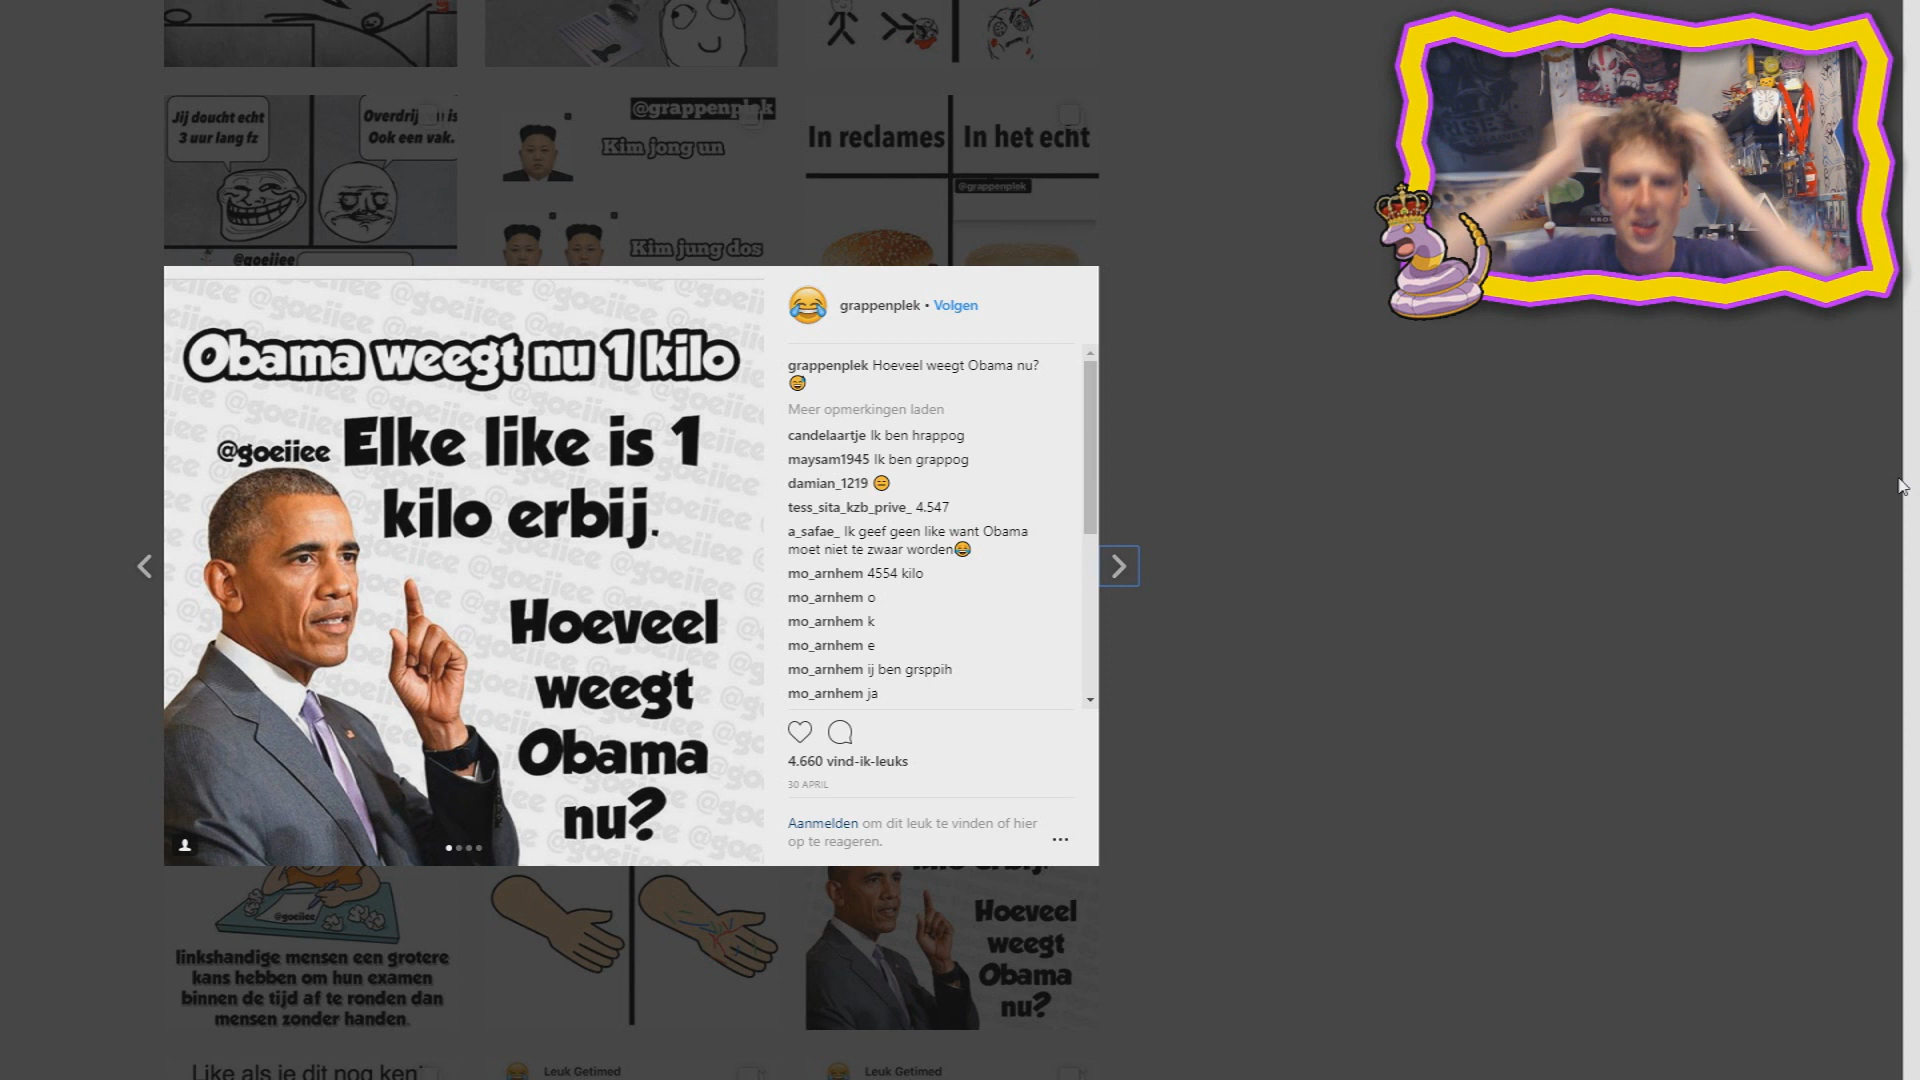 Jij doucht echt
3 uur lang fz
Ook een vak.
@goeiiee
@grappenplek
Kim jong un
Kim jung dos
In reclames
In het echt
@grappenplek
Obama weegt nu 1 kilo
@goeiiee
Elke like is 1
kilo erbij.
Hoeveel
weegt
Obama
nu?
grappenplek • Volgen
grappenplek Hoeveel weegt Obama nu?
Meer opmerkingen laden
candelaartje Ik ben hrappog
maysam1945 Ik ben grappog
damian_1219
tess_sita_kzb_prive_ 4.547
a_safae_ Ik geef geen like want Obama
moet niet te zwaar worden
mo_arnhem 4554 kilo
mo_arnhem o
mo_arnhem k
mo_arnhem e
mo_arnhem ij ben grsppih
mo_arnhem ja
4.660 vind-ik-leuks
30 APRIL
Aanmelden om dit leuk te vinden of hier
op te reageren.
@goeiiee
linkshandige mensen een grotere
kans hebben om hun examen
binnen de tijd af te ronden dan
mensen zonder handen.
Hoeveel
weegt
Obama
nu?
Like als je dit nog
Leuk Getimed
Leuk Getimed